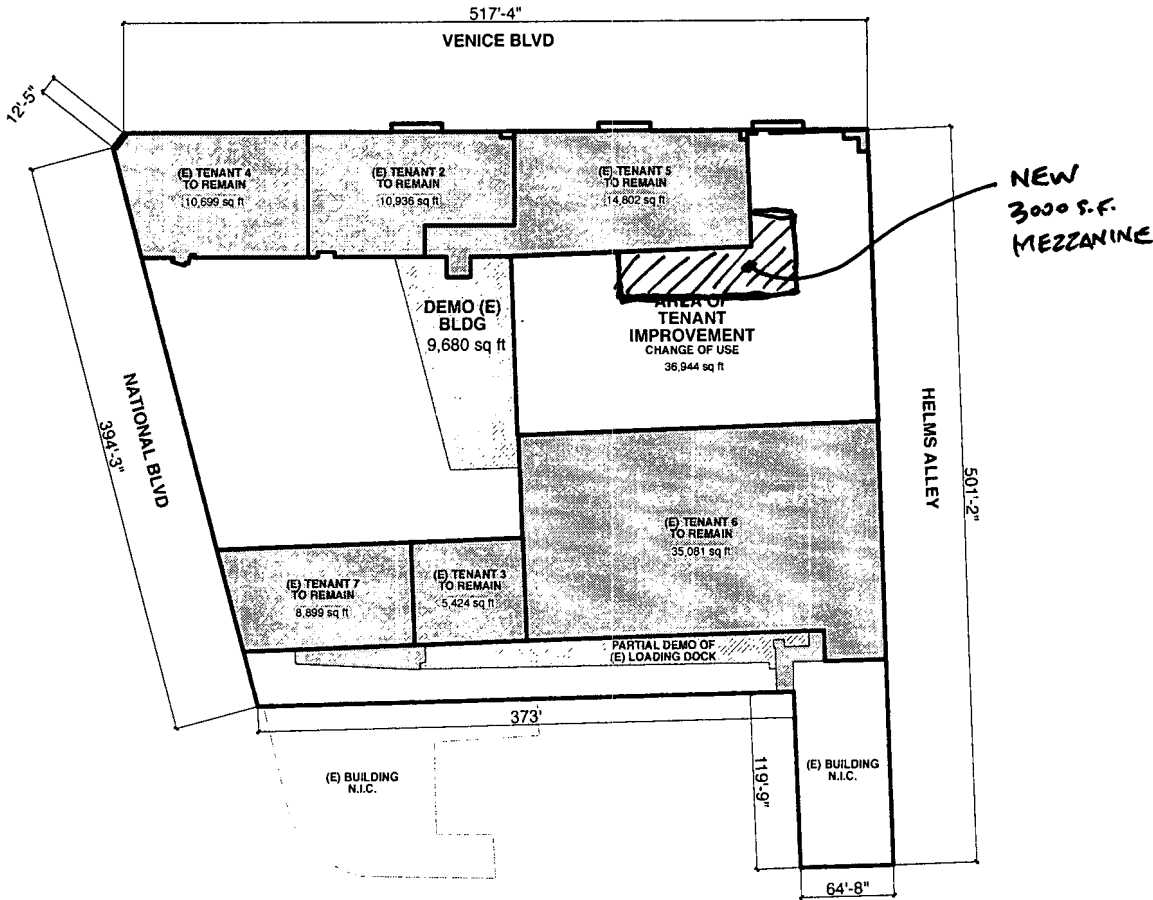 517'-4"
VENICE BLVD
12'-5"
(E) TENANT 4
TO REMAIN
10,699 sq ft
(E) TENANT 2
TO REMAIN
10,936 sq ft
(E) TENANT 5
TO REMAIN
14,802 sq ft
NEW
3000 S.F.
MEZZANINE
DEMO (E)
BLDG
9,680 sq ft
AREA OF
TENANT
IMPROVEMENT
CHANGE OF USE
36,944 sq ft
NATIONAL BLVD
394'-3"
HELMS ALLEY
501'-2"
(E) TENANT 6
TO REMAIN
35,081 sq ft
(E) TENANT 7
TO REMAIN
8,899 sq ft
(E) TENANT 3
TO REMAIN
5,424 sq ft
PARTIAL DEMO OF
(E) LOADING DOCK
373'
119'-9"
(E) BUILDING
N.I.C.
(E) BUILDING
N.I.C.
64'-8"